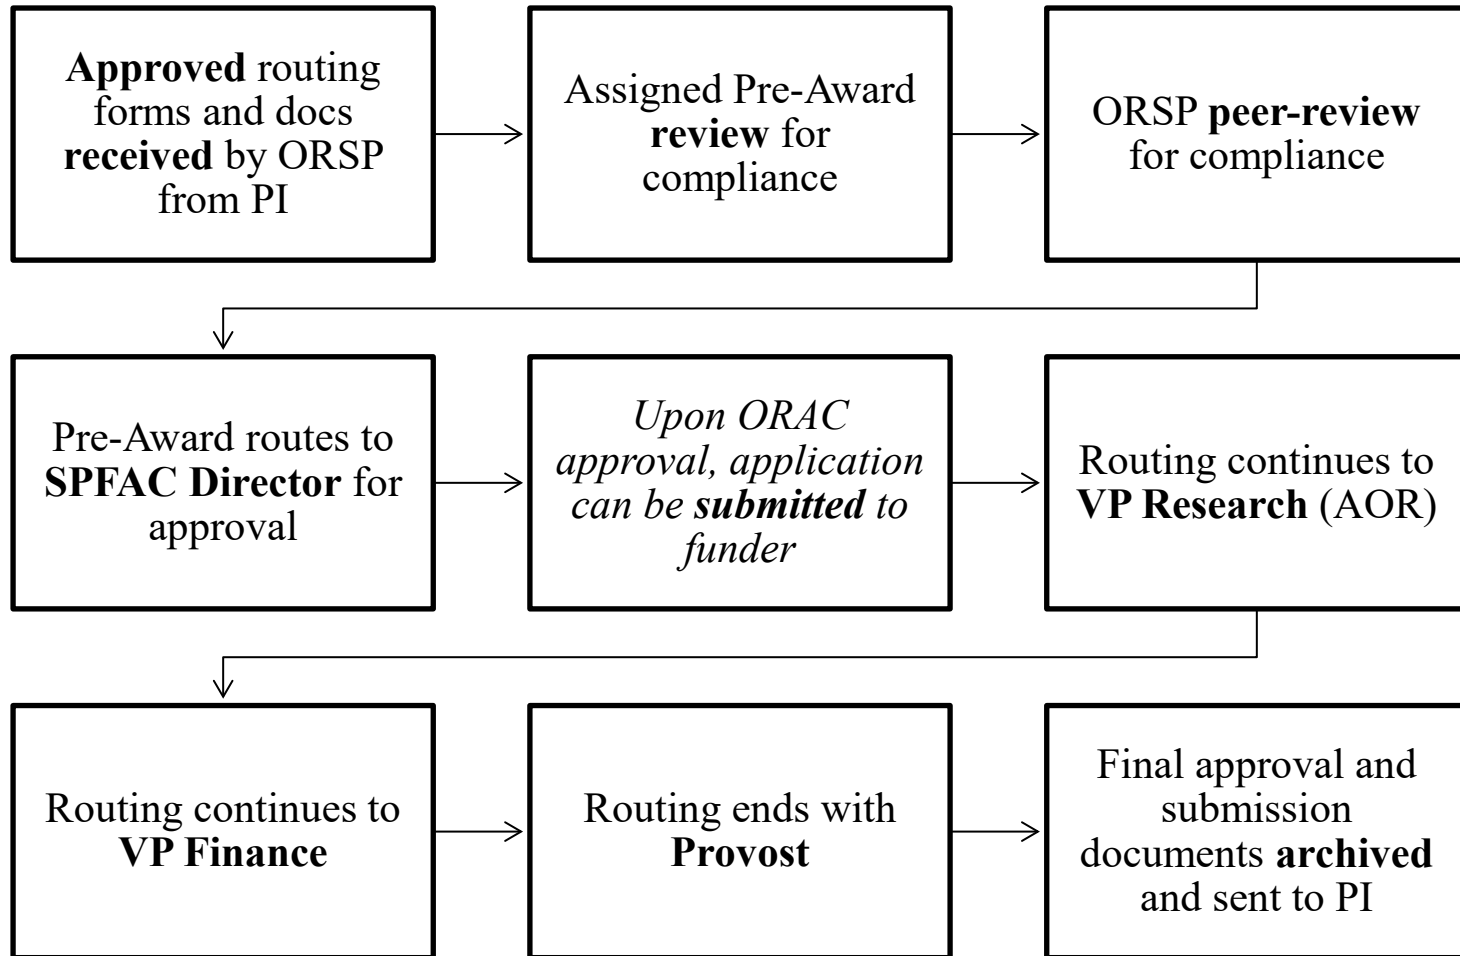 Approved routing
forms and docs
received by ORSP
from PI
Assigned Pre-Award
review for
compliance
ORSP peer-review
for compliance
Pre-Award routes to
SPFAC Director for
approval
Upon ORAC
approval, application
can be submitted to
funder
Routing continues to
VP Research (AOR)
Routing continues to
VP Finance
Routing ends with
Provost
Final approval and
submission
documents archived
and sent to PI